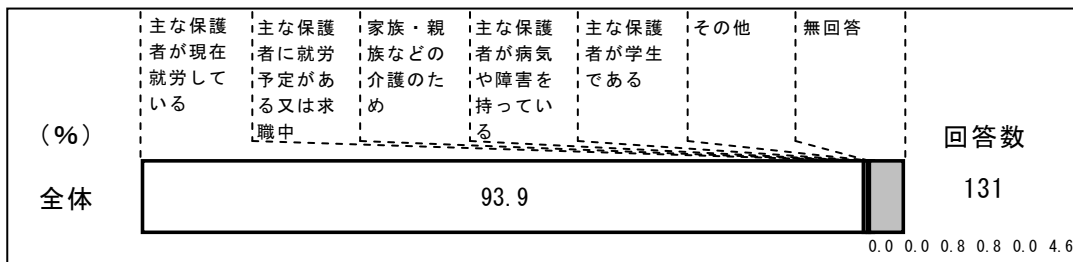 主な保護
者が現在
就労して
いる
主な保護
者に就労
予定があ
る又は求
職中
家族・親
族などの
介護のた
め
主な保護
者が病気
や障害を
持ってい
る
主な保護
者が学生
である
その他
無回答
(%)
回答数
全体
93.9
131
0.0 0.0 0.8 0.8 0.0 4.6